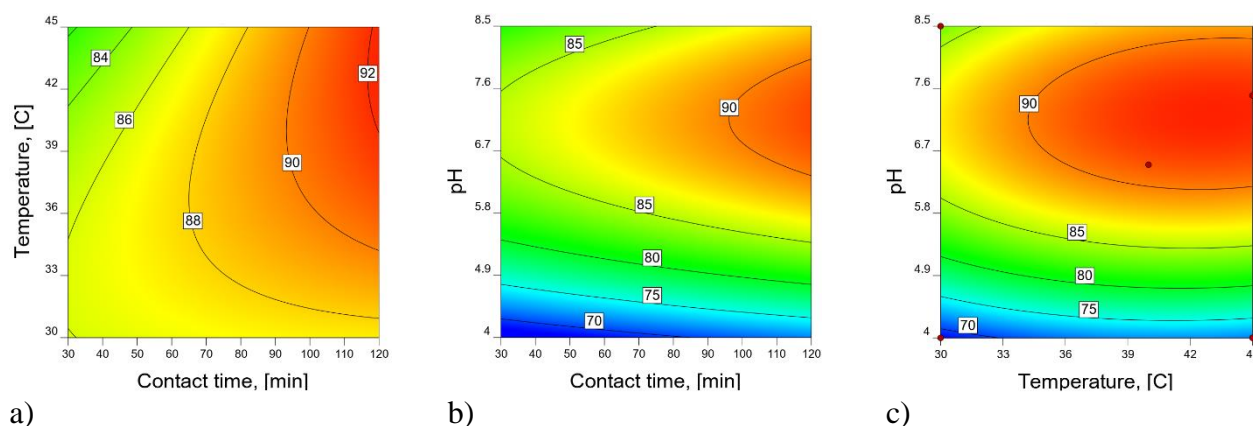 45
42
39
36
33
30
Temperature, [C]
84
86
88
90
92
30 40 50 60 70 80 90 100 110 120
Contact time, [min]
a)
8.5
7.6
6.7
5.8
4.9
4
pH
85
90
85
80
75
70
30 40 50 60 70 80 90 100 110 120
Contact time, [min]
b)
8.5
7.6
6.7
5.8
4.9
4
pH
90
85
80
75
70
30 33 36 39 42 4
Temperature, [C]
c)